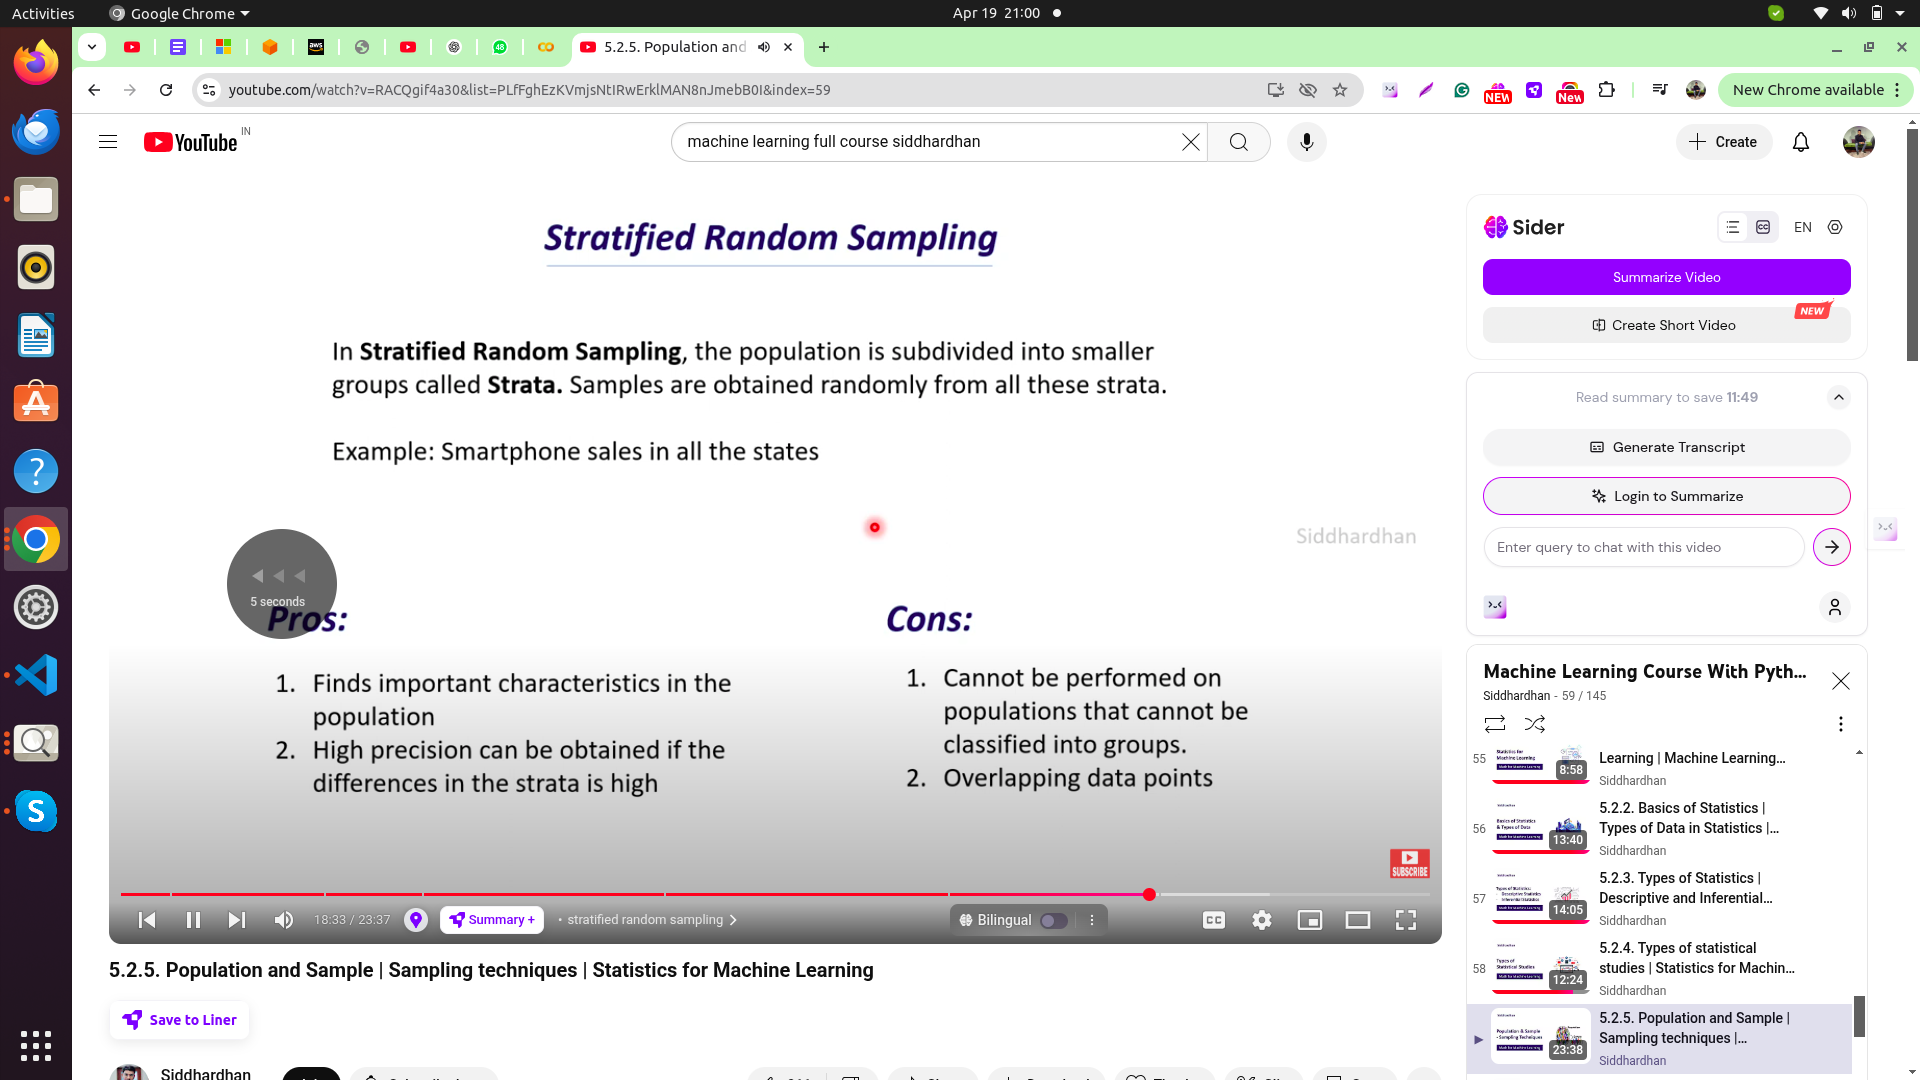 Activities
Google Chrome
Apr 19 21:00
5.2.5. Population and
youtube.com/watch?v=RACQgif4a30&list=PLfFghEzKVmjsNtIRwErklMAN8nJmebB0I&index=59
NEW
New
New Chrome available
YouTube
IN
machine learning full course siddhardhan
Create
Stratified Random Sampling
In Stratified Random Sampling, the population is subdivided into smaller
groups called Strata. Samples are obtained randomly from all these strata.
Example: Smartphone sales in all the states
Siddhardhan
5 seconds
Pros:
1. Finds important characteristics in the
population
2. High precision can be obtained if the
differences in the strata is high
Cons:
1. Cannot be performed on
populations that cannot be
classified into groups.
2. Overlapping data points
SUBSCRIBE
18:33 / 23:37
Summary +
• stratified random sampling
Bilingual
CC
5.2.5. Population and Sample | Sampling techniques | Statistics for Machine Learning
Save to Liner
Siddhardhan
Sider
EN
Summarize Video
NEW
Create Short Video
Read summary to save 11:49
Generate Transcript
Login to Summarize
Enter query to chat with this video
Machine Learning Course With Pyth...
Siddhardhan - 59 / 145
55
8:58
Learning | Machine Learning...
Siddhardhan
56
13:40
5.2.2. Basics of Statistics |
Types of Data in Statistics |...
Siddhardhan
57
14:05
5.2.3. Types of Statistics |
Descriptive and Inferential...
Siddhardhan
58
12:24
5.2.4. Types of statistical
studies | Statistics for Machin...
Siddhardhan
23:38
5.2.5. Population and Sample |
Sampling techniques |...
Siddhardhan